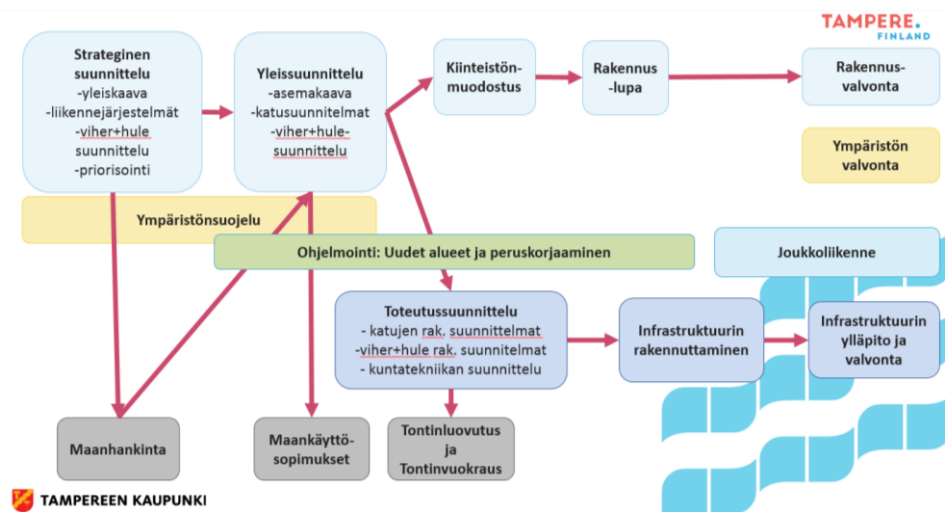 TAMPERE.
FINLAND
Strateginen
suunnittelu
-yleiskaava
-liikennejärjestelmät
-viher+hule
suunnittelu
-priorisointi
Yleissuunnittelu
-asemakaava
-katusuunnitelmat
-viher+hule-
suunnittelu
Kiinteistön-
muodostus
Rakennus
-lupa
Rakennus-
valvonta
Ympäristön
valvonta
Ympäristönsuojelu
Ohjelmointi: Uudet alueet ja peruskorjaaminen
Joukkoliikenne
Toteutussuunnittelu
- katujen rak. suunnittelmat
-viher+hule rak. suunnitelmat
- kuntatekniikan suunnittelu
Infrastruktuurin
rakennuttaminen
Infrastruktuurin
ylläpito ja
valvonta
Maanhankinta
Maankäyttö-
sopimukset
Tontinluovutus
ja
Tontinvuokraus
TAMPEREEN KAUPUNKI